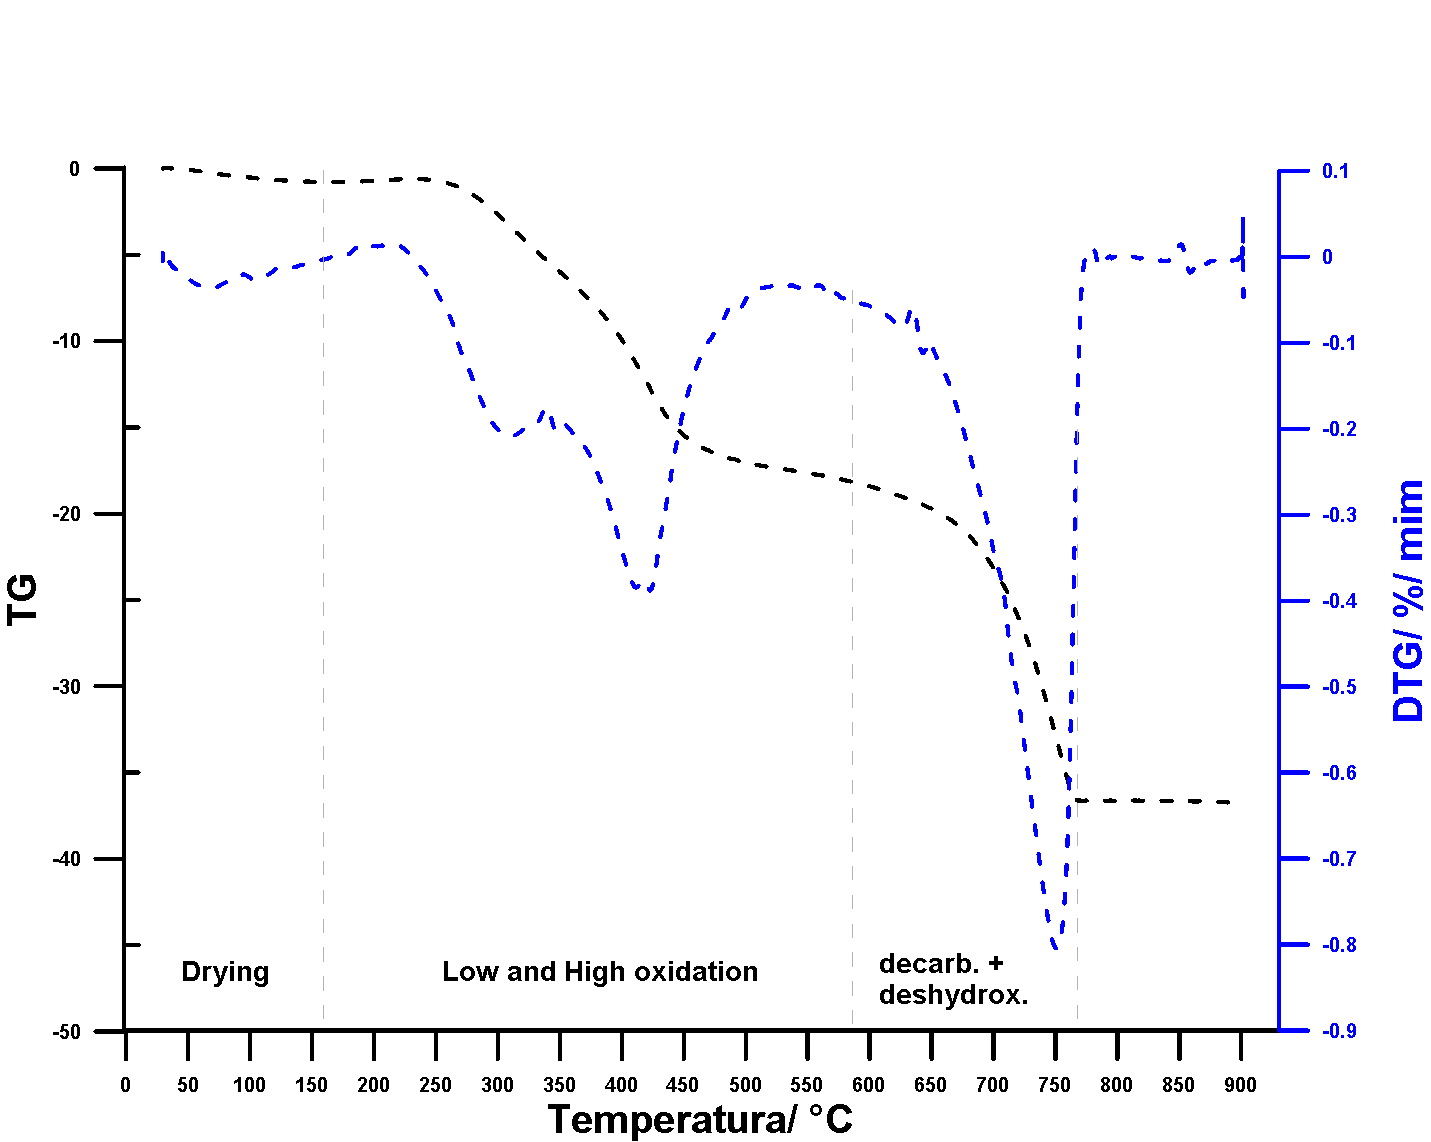 0
-10
-20
-30
-40
-50
TG
0.1
0
-0.1
-0.2
-0.3
-0.4
-0.5
-0.6
-0.7
-0.8
-0.9
DTG/ %/ mim
Drying
Low and High oxidation
decarb. +
deshydrox.
0 50 100 150 200 250 300 350 400 450 500 550 600 650 700 750 800 850 900
Temperatura/ °C